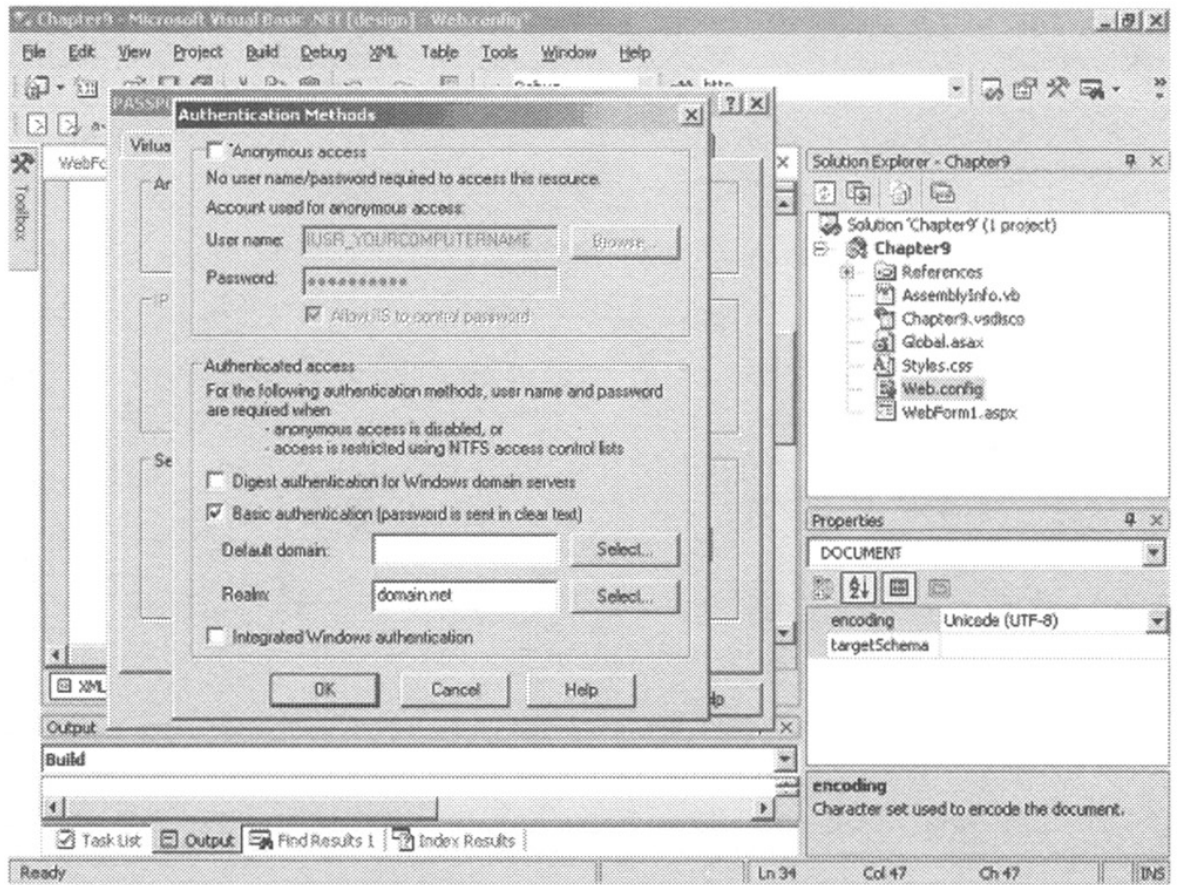 Chapter9 - Microsoft Visual Basic .NET [design] - Web.config*
File Edit View Project Build Debug XML Table Tools Window Help
PASSPO
Authentication Methods
Virtua
WebFo
Toolbox
Anonymous access
No user name/password required to access this resource.
Account used for anonymous access:
User name: IUSR_YOURCOMPUTERNAME Browse...
Password: **********
Allow IIS to control password
Authenticated access
For the following authentication methods, user name and password
are required when
- anonymous access is disabled, or
- access is restricted using NTFS access control lists
Digest authentication for Windows domain servers
Basic authentication (password is sent in clear text)
Default domain: Select...
Realm: domain.net Select...
Integrated Windows authentication
OK Cancel Help
XML
Output
Build
Task List Output Find Results 1 Index Results
Solution Explorer - Chapter9
Solution 'Chapter9' (1 project)
Chapter9
References
AssemblyInfo.vb
Chapter9.vsdisco
Global.asax
Styles.css
Web.config
WebForm1.aspx
Properties
DOCUMENT
encoding Unicode (UTF-8)
targetSchema
encoding
Character set used to encode the document.
Ready Ln 34 Col 47 Ch 47 INS